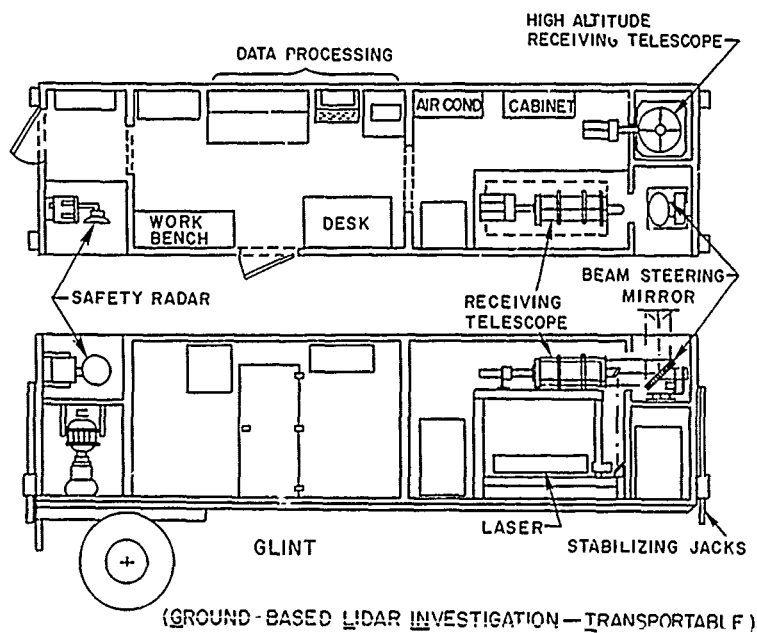 HIGH ALTITUDE
RECEIVING TELESCOPE
DATA PROCESSING
AIR COND
CABINET
WORK
BENCH
DESK
SAFETY RADAR
RECEIVING
TELESCOPE
BEAM STEERING
MIRROR
LASER
STABILIZING JACKS
GLINT
(GROUND-BASED LIDAR INVESTIGATION—TRANSPORTABLE)